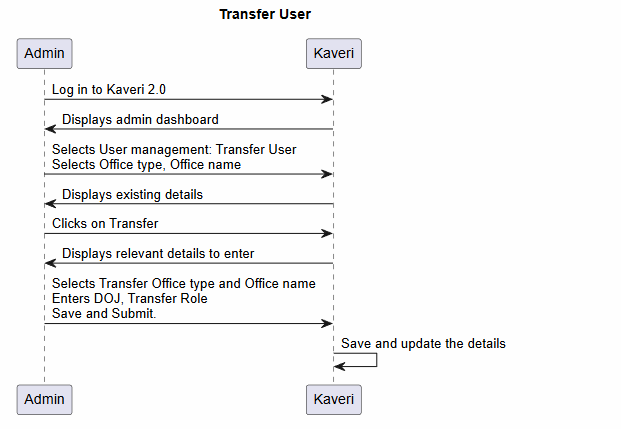 Transfer User
Admin
Kaveri
Log in to Kaveri 2.0
Displays admin dashboard
Selects User management: Transfer User
Selects Office type, Office name
Displays existing details
Clicks on Transfer
Displays relevant details to enter
Selects Transfer Office type and Office name
Enters DOJ, Transfer Role
Save and Submit.
Save and update the details
Admin
Kaveri